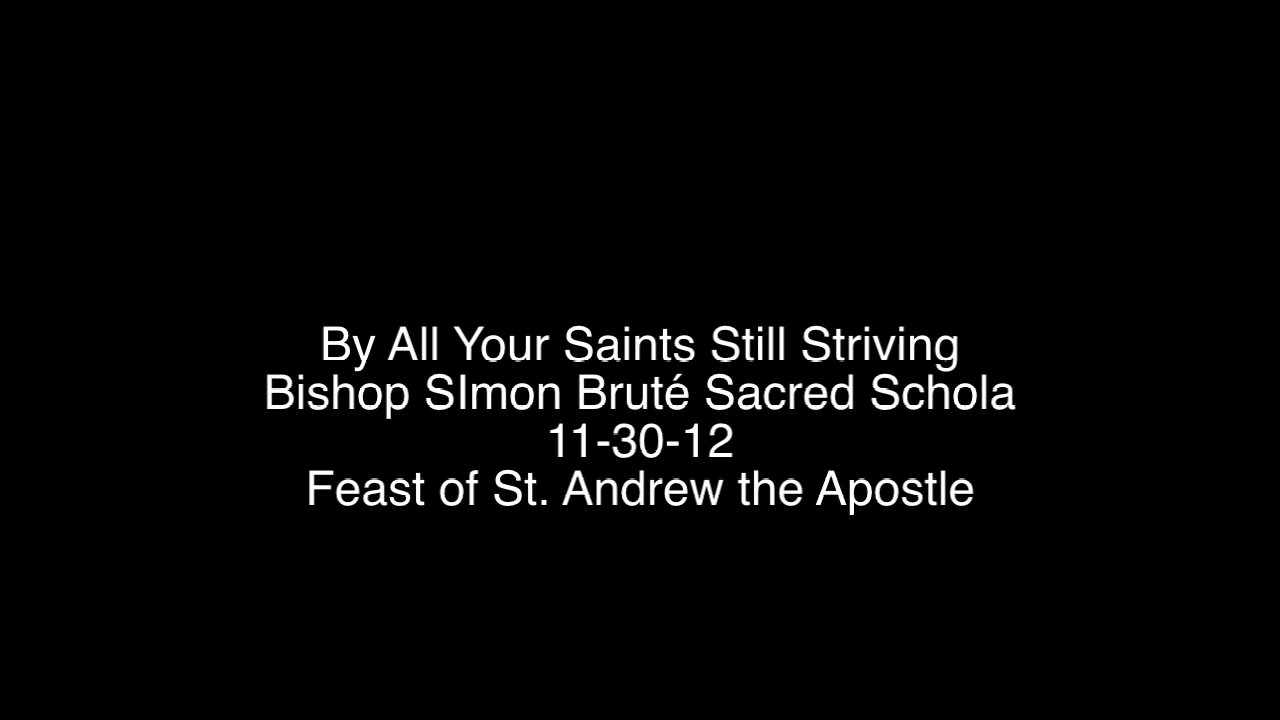 By All Your Saints Still Striving
Bishop SImon Bruté Sacred Schola
11-30-12
Feast of St. Andrew the Apostle